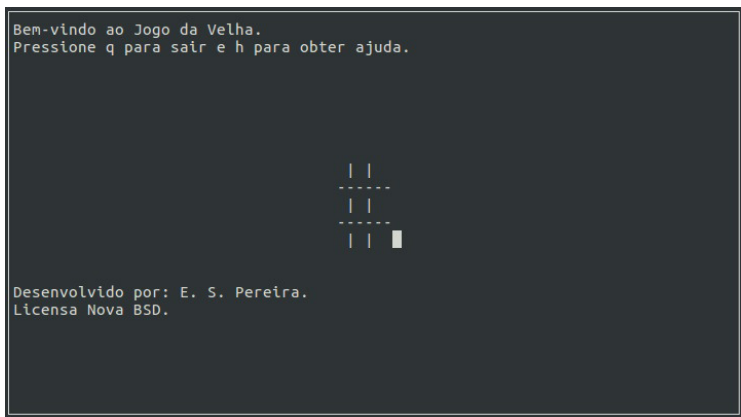 Bem-vindo ao Jogo da Velha.
Pressione q para sair e h para obter ajuda.
| |
------
| |
------
| |
Desenvolvido por: E. S. Pereira.
Licensa Nova BSD.